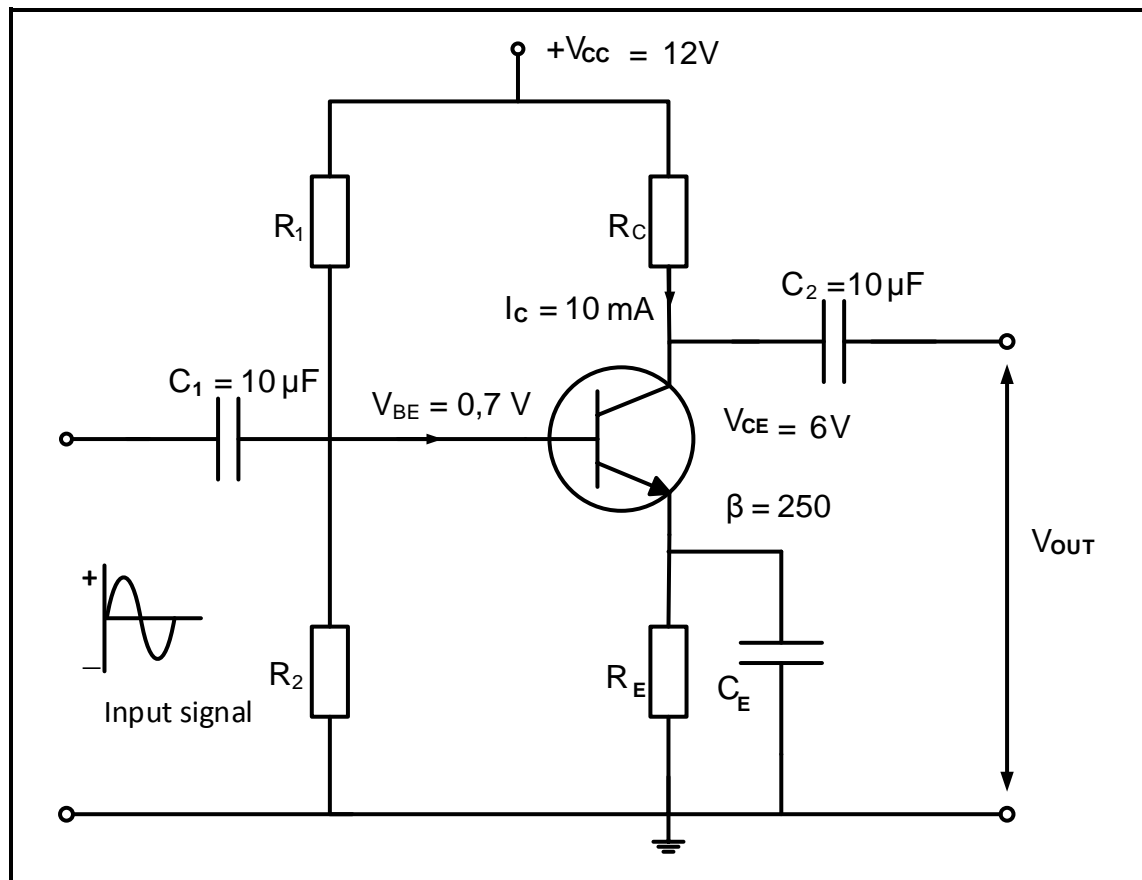 +VCC = 12V
R1
RC
C2 = 10 µF
IC = 10 mA
C1 = 10 µF
VBE = 0,7 V
VCE = 6V
β = 250
VOUT
+
–
R2
RE
CE
Input signal